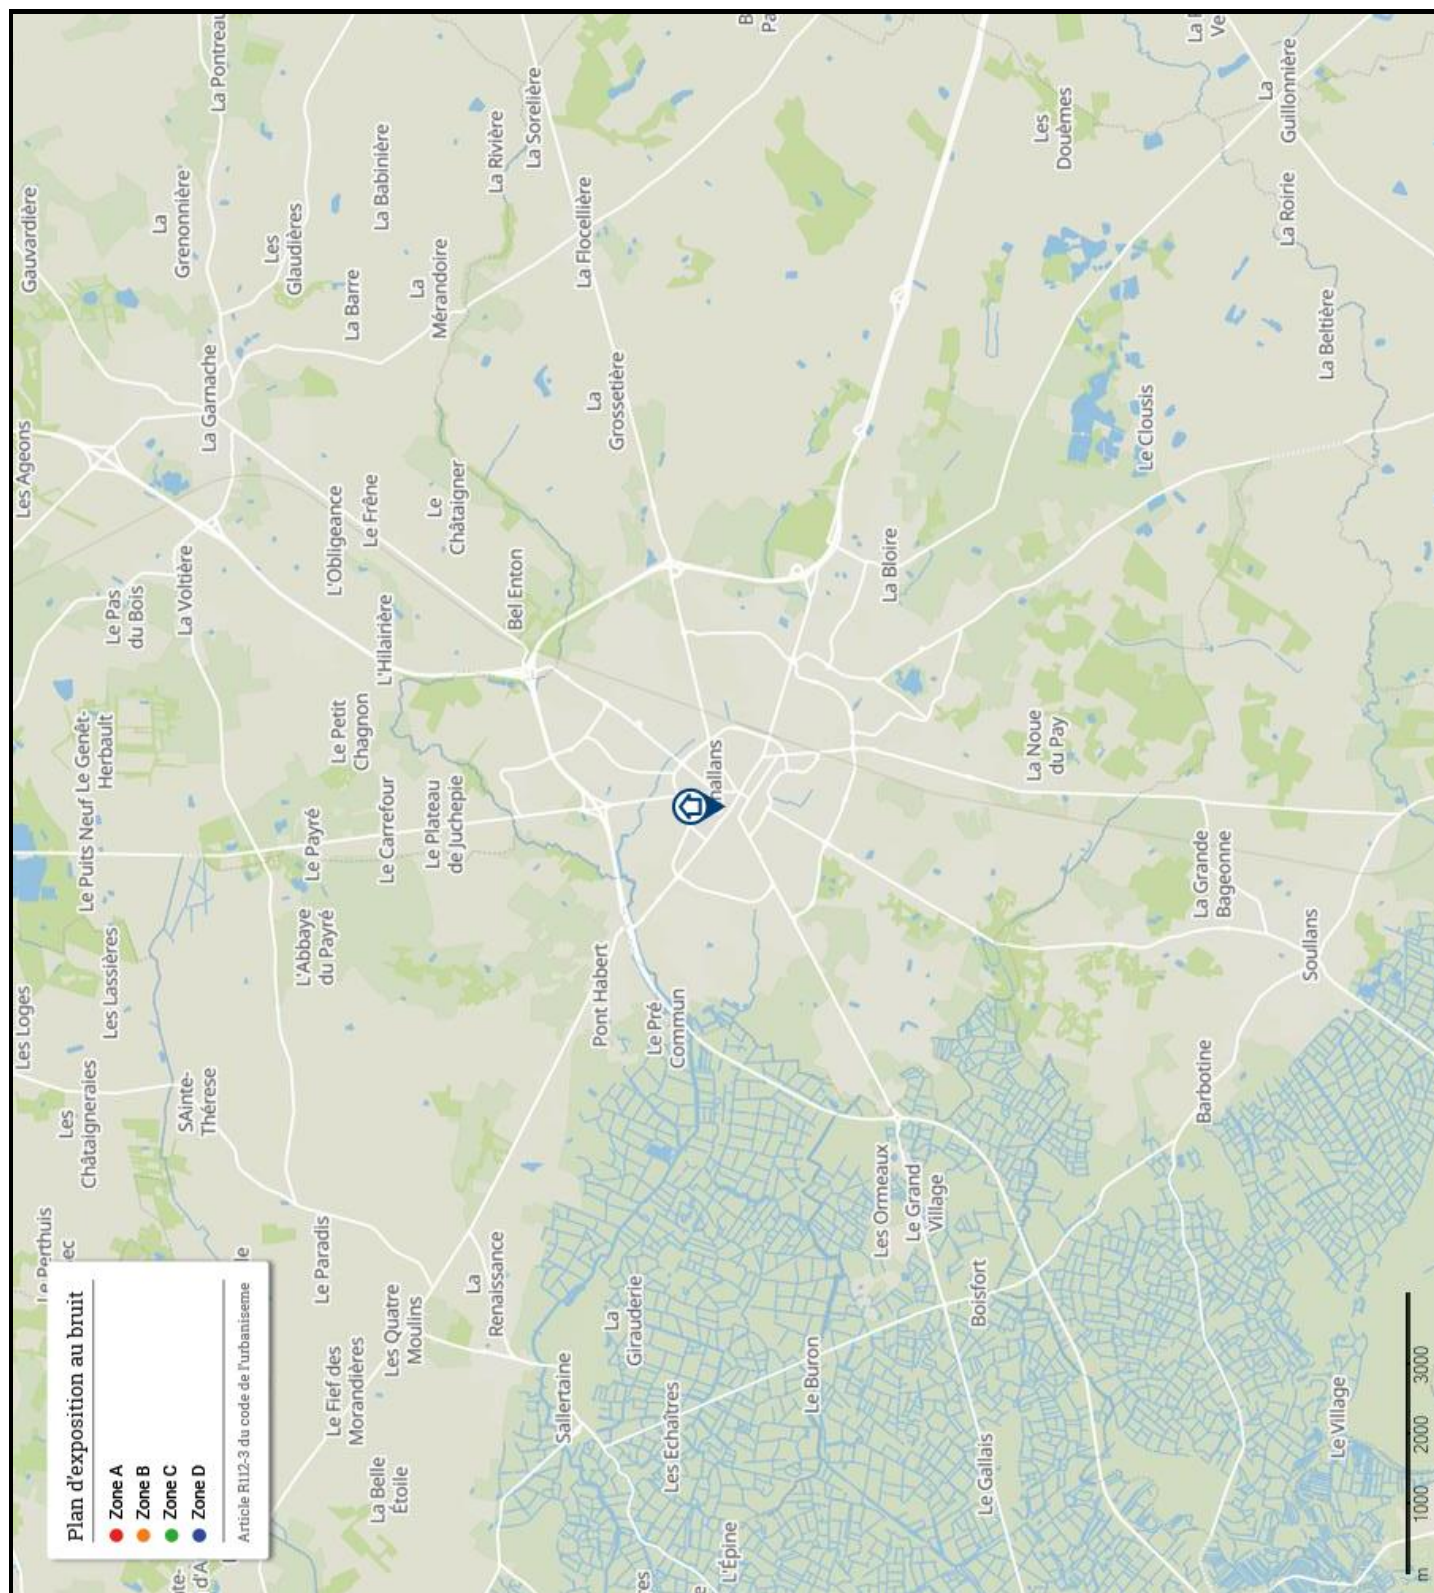 Plan d'exposition au bruit
Zone A
Zone B
Zone C
Zone D
Article R112-3 du code de l'urbaniseme
Le Perthuis
Les
Châtaigneraies
Les Loges
Les Lassières
Le Puits Neuf
Le Genêt-
Herbault
Le Pas
du Bois
Les Ageons
Gauvardière
La
Grenonnière
La Pontreau
SAinte-
Thérese
La Voltière
La Garnache
Les
Glaudières
Le Paradis
L'Abbaye
du Payré
Le Payré
Le Petit
Chagnon
L'Obligeance
Le Frêne
La Barre
La Babinière
Le Fief des
Morandières
Les Quatre
Moulins
La Belle
Étoile
Le Carrefour
L'Hilairière
Le Plateau
de Juchepie
Le
Châtaigner
La
Mérandoire
La Rivière
La Sorelière
La
Renaissance
Bel Enton
Sallertaine
La
Girauderie
Pont Habert
La
Grossetière
La Flocellière
Les Echaîtres
Le Pré
Commun
hallans
L'Épine
Le Buron
Les Ormeaux
Le Grand
Village
La Bloire
Le Gallais
Boisfort
La Noue
du Pay
Les
Douèmes
Le Clousis
Barbotine
La Grande
Bageonne
Soullans
La Roirie
La
Guillonnière
La Beltière
Le Village
m
1000
2000
3000